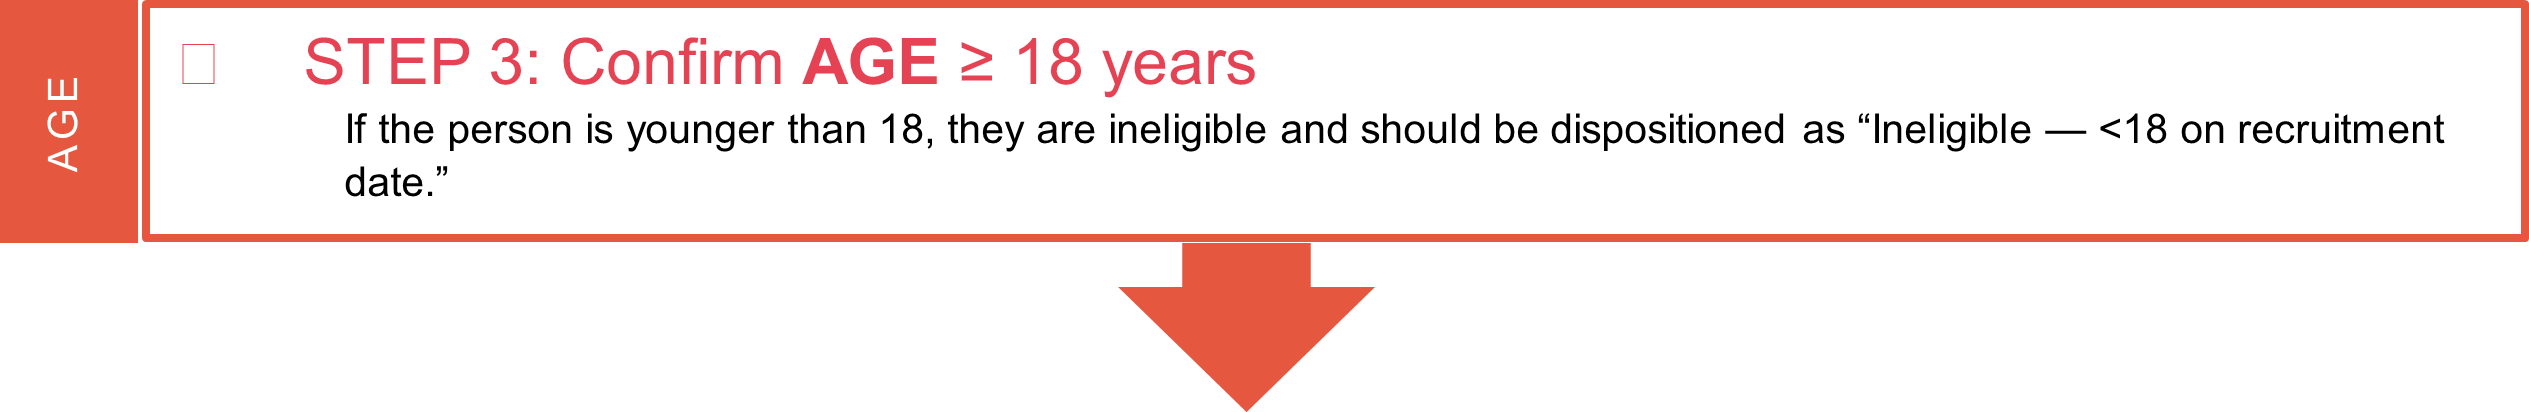 AGE
STEP 3: Confirm AGE ≥ 18 years
If the person is younger than 18, they are ineligible and should be dispositioned as “Ineligible — <18 on recruitment
date.”